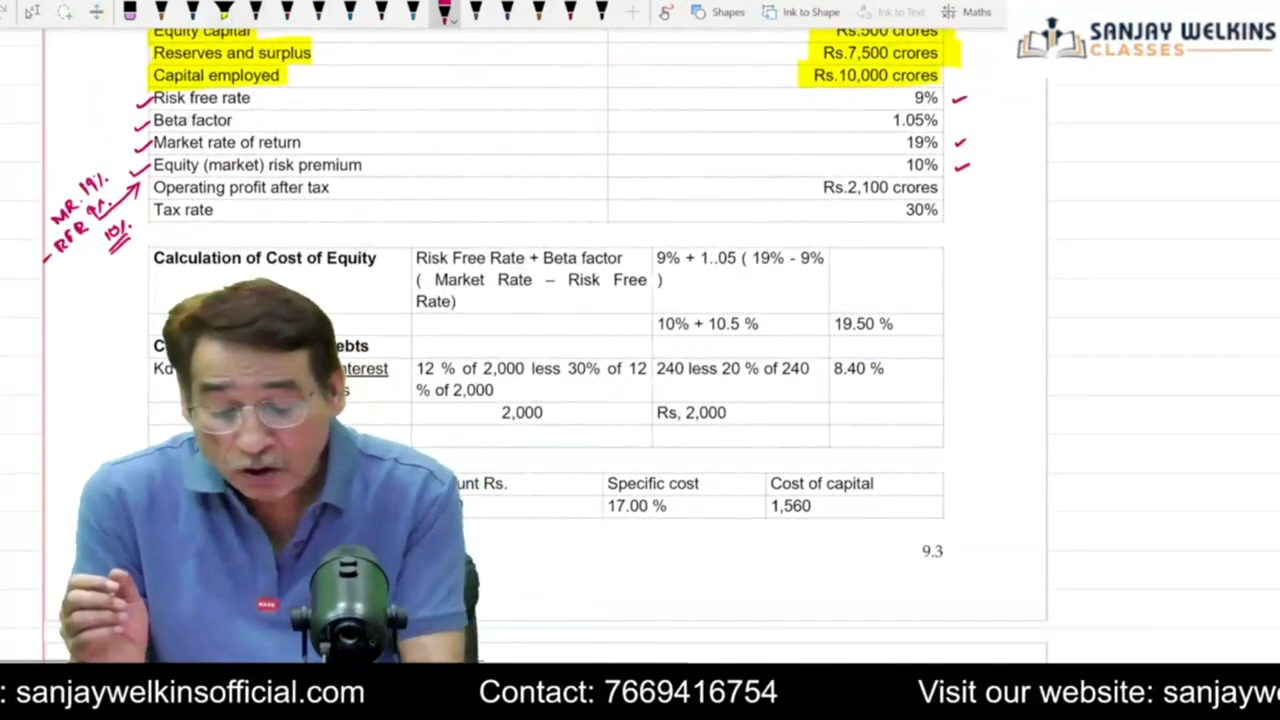 Shapes Ink to Shape Ink to Text Maths
SANJAY WELKINS
CLASSES
Equity capital Rs.500 crores
Reserves and surplus Rs.7,500 crores
Capital employed Rs.10,000 crores
Risk free rate 9%
Beta factor 1.05%
Market rate of return 19%
Equity (market) risk premium 10%
Operating profit after tax Rs.2,100 crores
Tax rate 30%
MR. 19%
RFR 9%
10%
Calculation of Cost of Equity Risk Free Rate + Beta factor 9% + 1..05 ( 19% - 9%
( Market Rate – Risk Free )
Rate)
10% + 10.5 % 19.50 %
C ebts
Kd nterest 12 % of 2,000 less 30% of 12 240 less 20 % of 240 8.40 %
s % of 2,000
2,000 Rs, 2,000
unt Rs. Specific cost Cost of capital
17.00 % 1,560
9.3
: sanjaywelkinsofficial.com Contact: 7669416754 Visit our website: sanjaywe